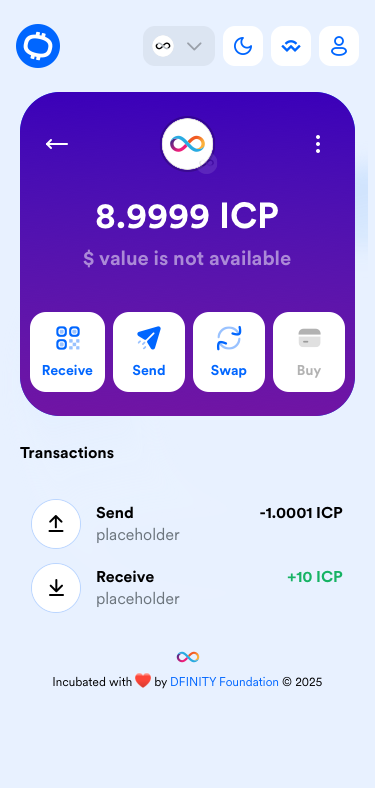 8.9999 ICP
$ value is not available
Receive
Send
Swap
Buy
Transactions
Send
-1.0001 ICP
placeholder
Receive
+10 ICP
placeholder
Incubated with ❤️ by DFINITY Foundation © 2025